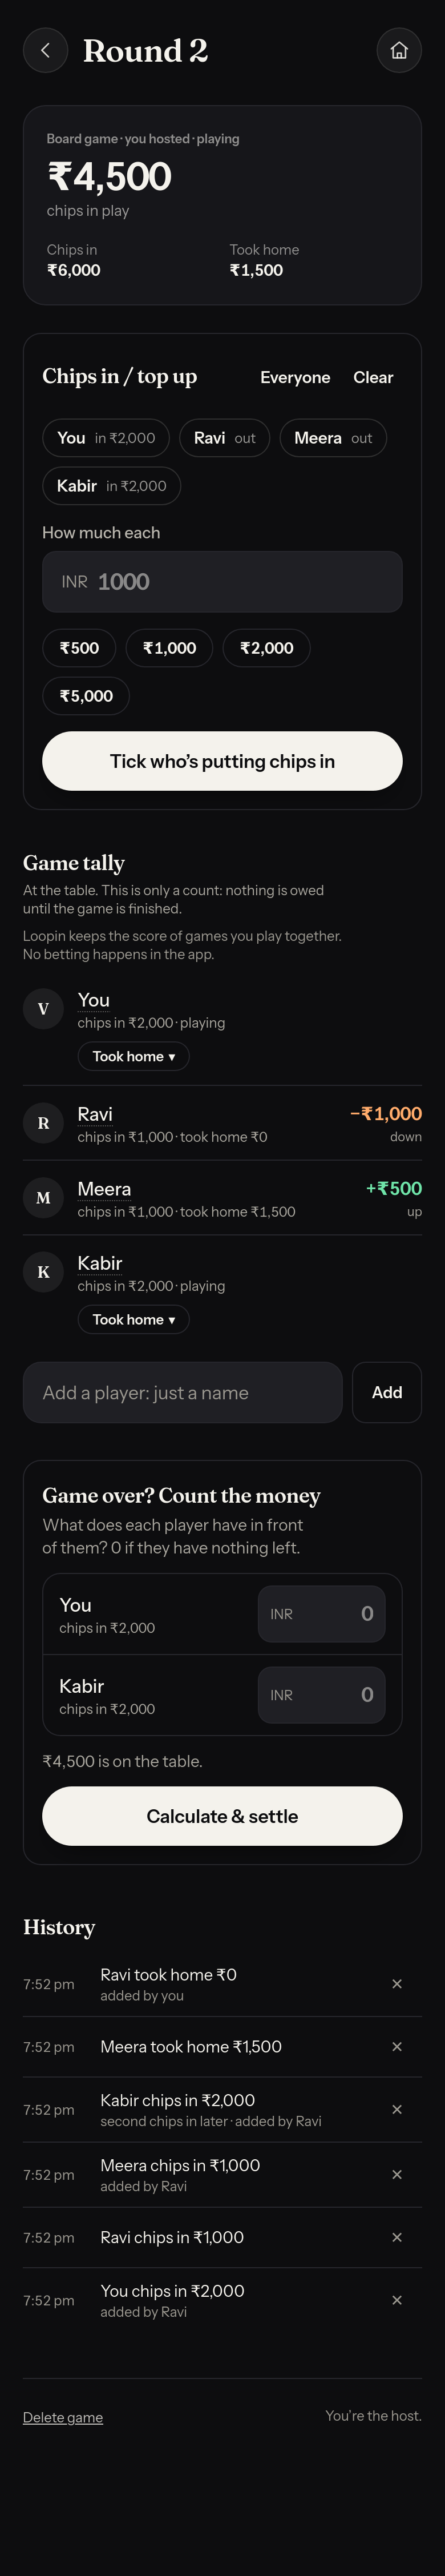 Round 2
Board game · you hosted · playing
₹4,500
chips in play
Chips in
Took home
₹6,000
₹1,500
Chips in / top up
Everyone
Clear
You in ₹2,000
Ravi out
Meera out
Kabir in ₹2,000
How much each
INR 1000
₹500
₹1,000
₹2,000
₹5,000
Tick who’s putting chips in
Game tally
At the table. This is only a count: nothing is owed
until the game is finished.
Loopin keeps the score of games you play together.
No betting happens in the app.
V
You
chips in ₹2,000 · playing
Took home ▾
R
Ravi
chips in ₹1,000 · took home ₹0
−₹1,000
down
M
Meera
chips in ₹1,000 · took home ₹1,500
+₹500
up
K
Kabir
chips in ₹2,000 · playing
Took home ▾
Add a player: just a name
Add
Game over? Count the money
What does each player have in front
of them? 0 if they have nothing left.
You
chips in ₹2,000
INR 0
Kabir
chips in ₹2,000
INR 0
₹4,500 is on the table.
Calculate & settle
History
7:52 pm
Ravi took home ₹0
added by you
×
7:52 pm
Meera took home ₹1,500
×
7:52 pm
Kabir chips in ₹2,000
second chips in later · added by Ravi
×
7:52 pm
Meera chips in ₹1,000
added by Ravi
×
7:52 pm
Ravi chips in ₹1,000
×
7:52 pm
You chips in ₹2,000
added by Ravi
×
Delete game
You’re the host.